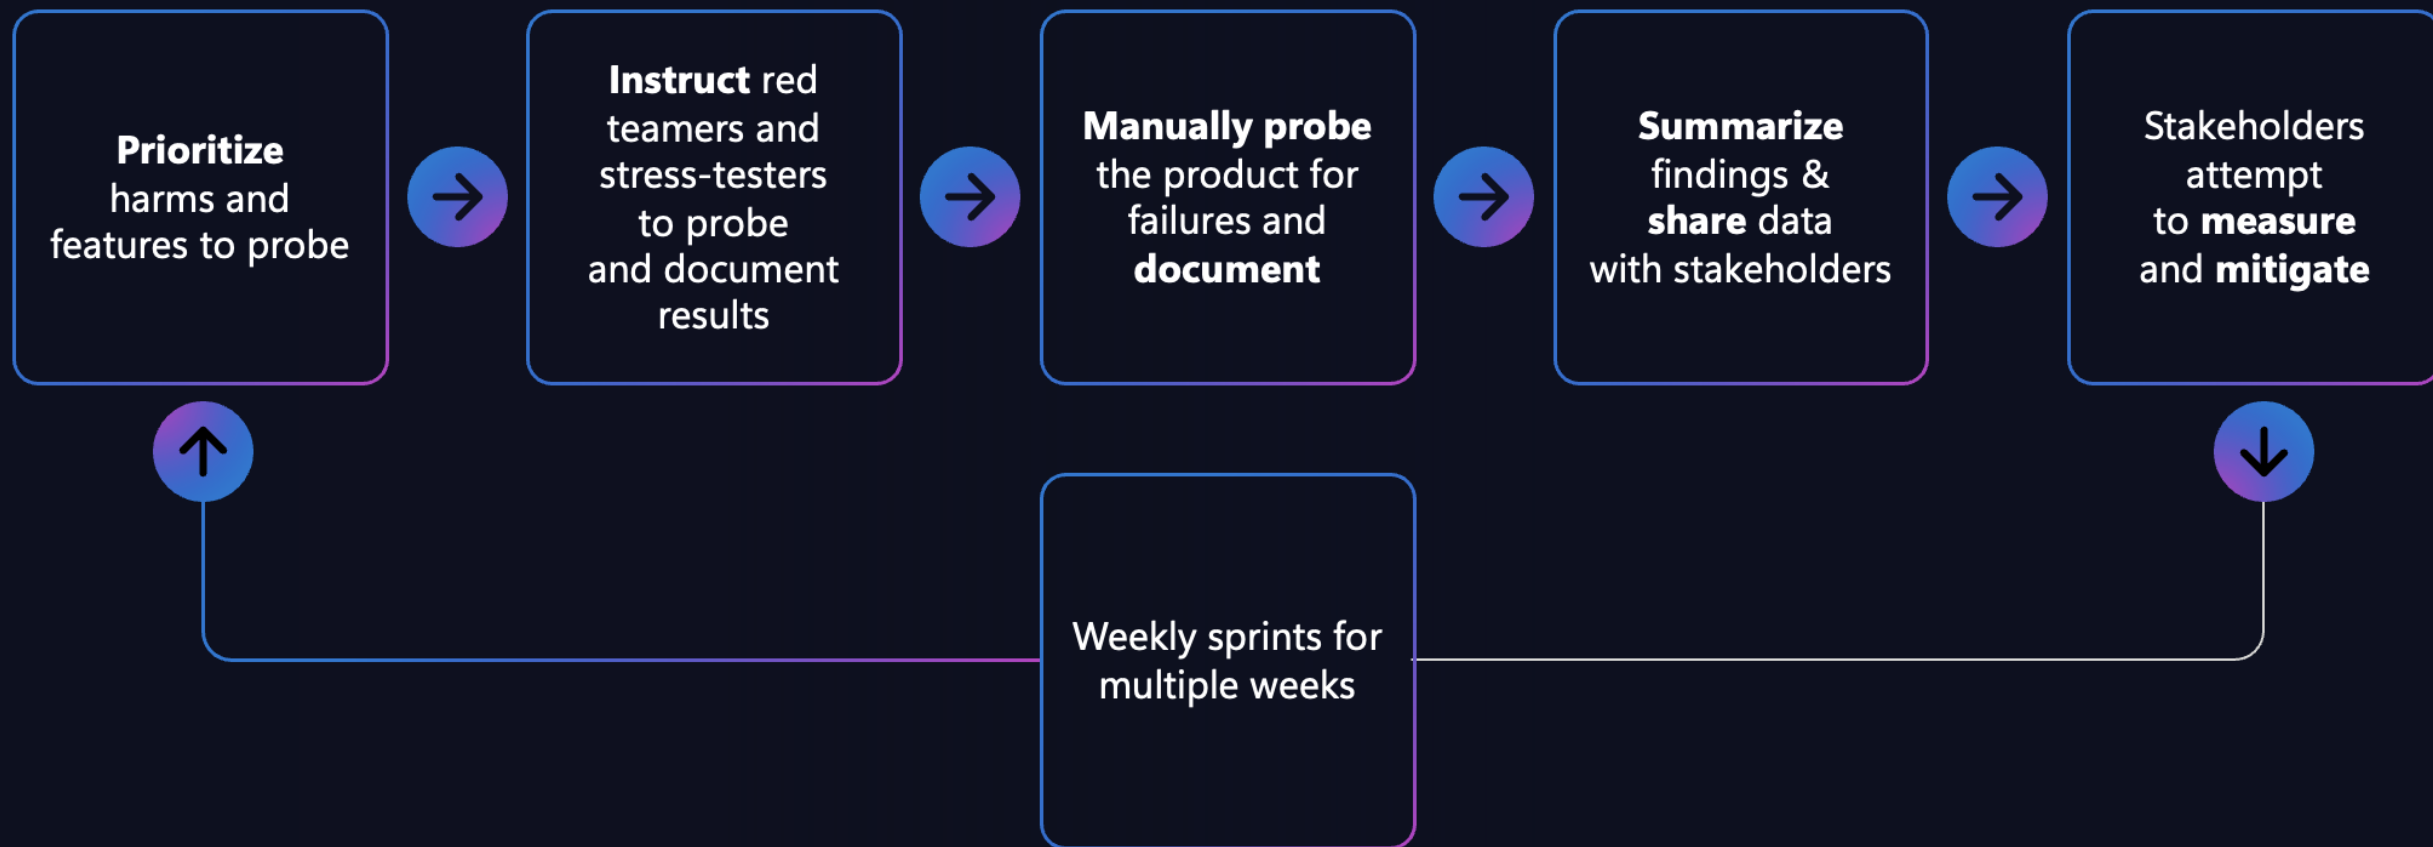 Prioritize
harms and
features to probe
Instruct red
teamers and
stress-testers
to probe
and document
results
Manually probe
the product for
failures and
document
Summarize
findings &
share data
with stakeholders
Stakeholders
attempt
to measure
and mitigate
Weekly sprints for
multiple weeks